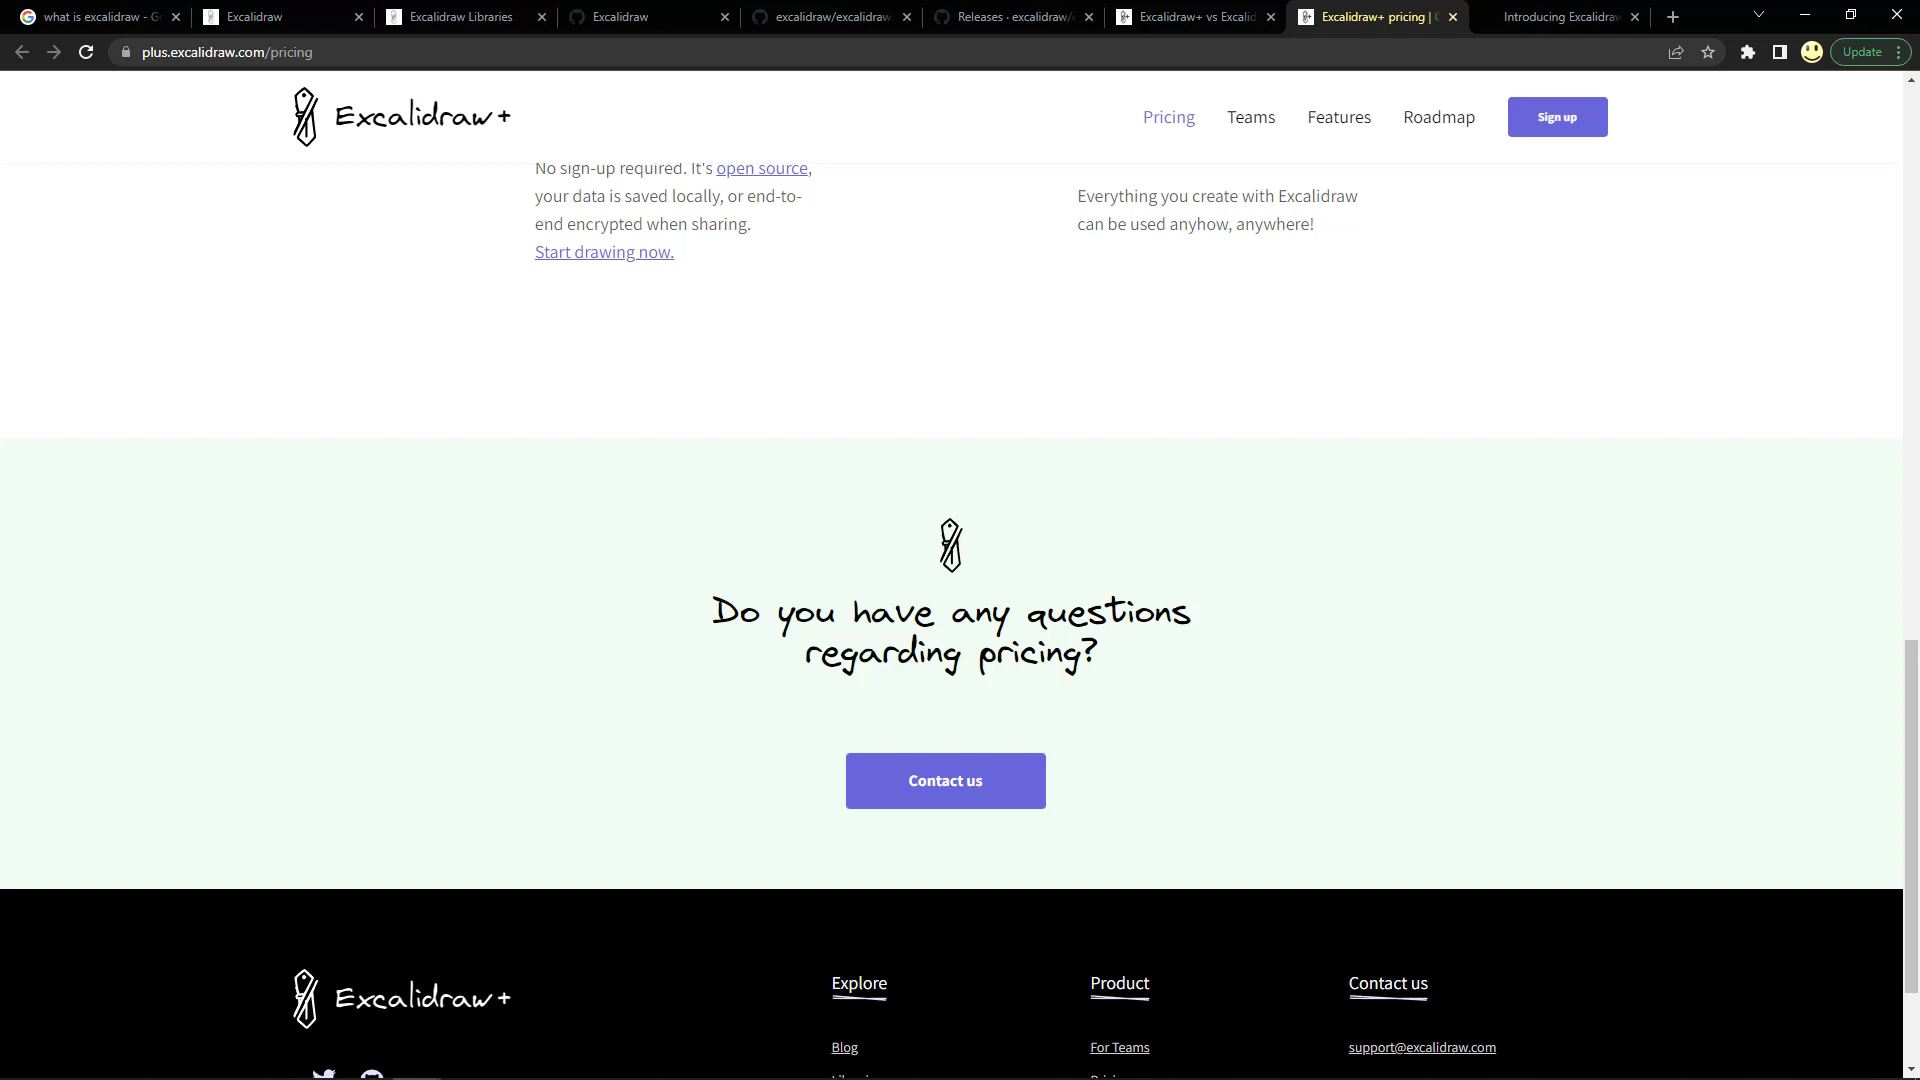 what is excalidraw - Go
Excalidraw
Excalidraw Libraries
Excalidraw
excalidraw/excalidraw:
Releases · excalidraw/
Excalidraw+ vs Excalid
Excalidraw+ pricing |
Introducing Excalidraw
plus.excalidraw.com/pricing
Update
Excalidraw+
Pricing
Teams
Features
Roadmap
Sign up
No sign-up required. It's open source,
your data is saved locally, or end-to-
end encrypted when sharing.
Start drawing now.
Everything you create with Excalidraw
can be used anyhow, anywhere!
Do you have any questions
regarding pricing?
Contact us
Excalidraw+
Explore
Product
Contact us
Blog
For Teams
support@excalidraw.com